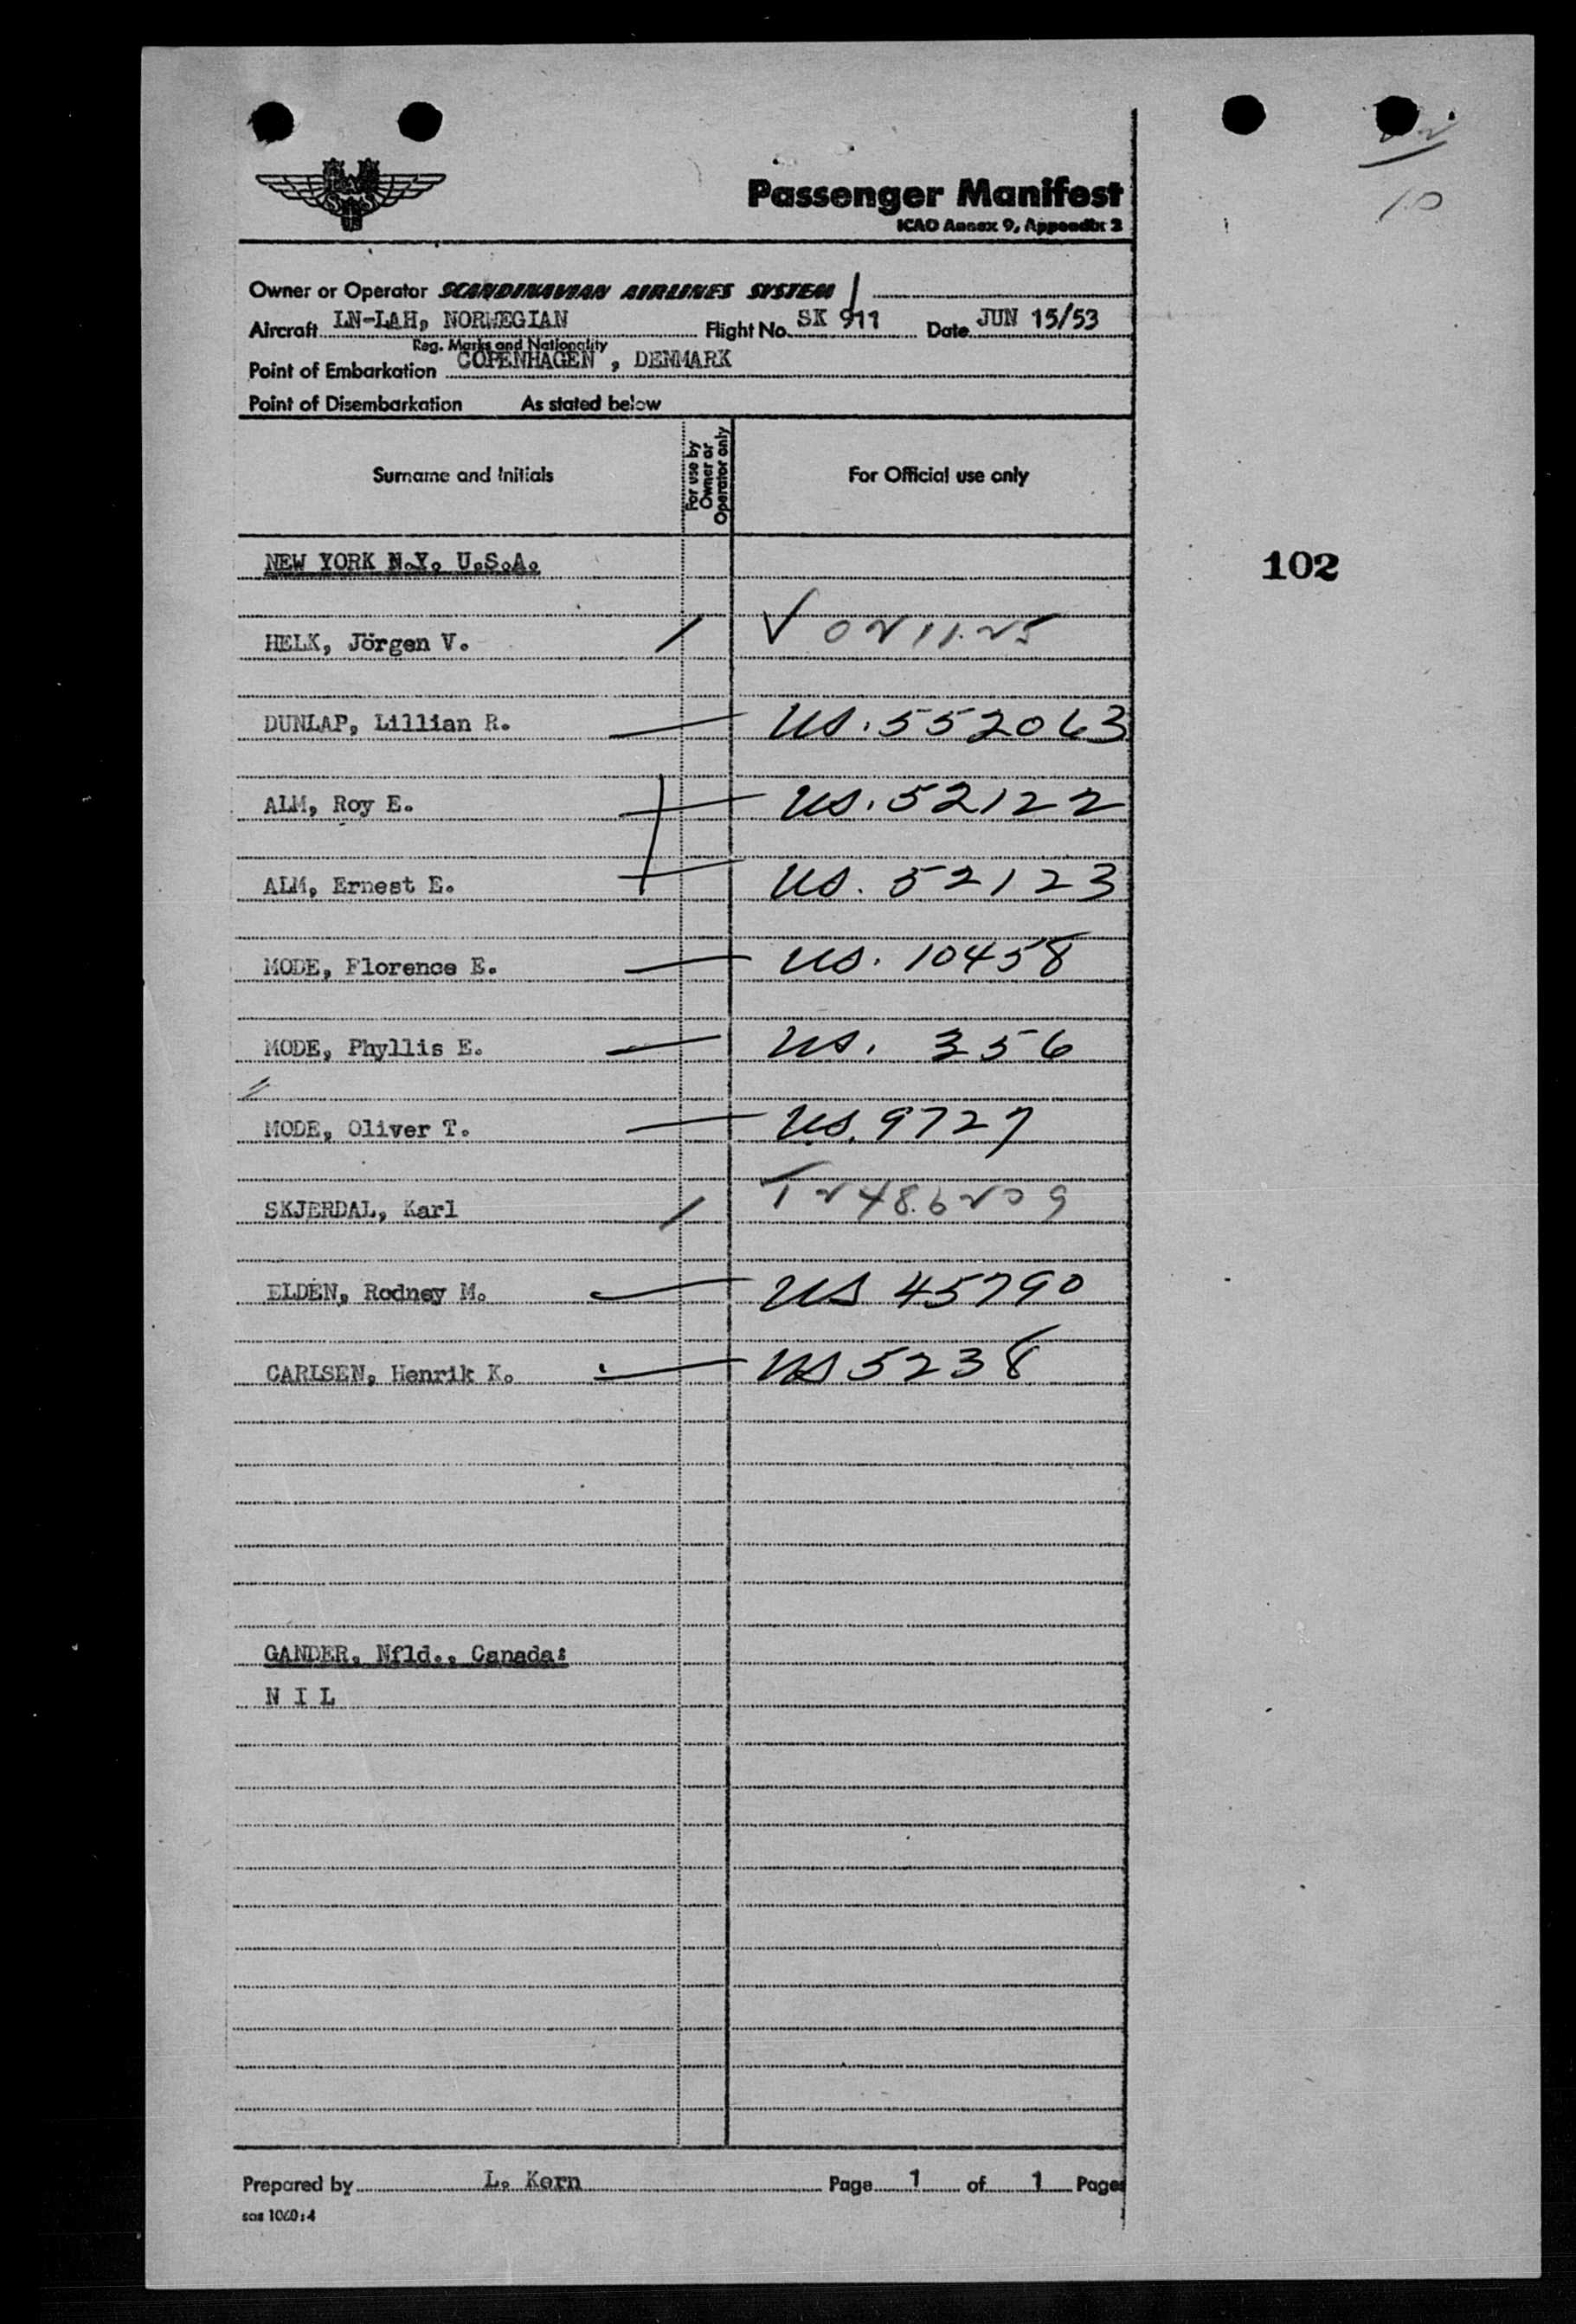 Passenger Manifest
ICAO Annex 9, Appendix 3
Owner or Operator SCANDINAVIAN AIRLINES SYSTEM
Aircraft LN-LAH, NORWEGIAN Flight No. SK 911 Date JUN 15/53
Reg. Marks and Nationality
Point of Embarkation COPENHAGEN , DENMARK
Point of Disembarkation As stated below
Surname and Initials For use by Owner or Operator only For Official use only
NEW YORK N.Y. U.S.A.
102
HELK, Jörgen V.
DUNLAP, Lillian R. US. 552063
ALM, Roy E. US. 52122
ALM, Ernest E. US. 52123
MODE, Florence E. US. 10458
MODE, Phyllis E. US. 356
MODE, Oliver T. US. 9727
SKJERDAL, Karl
ELDEN, Rodney M. US 45790
CARLSEN, Henrik K. US 5238
GANDER, Nfld., Canada:
N I L
Prepared by L. Korn Page 1 of 1 Pages
sas 1060:4